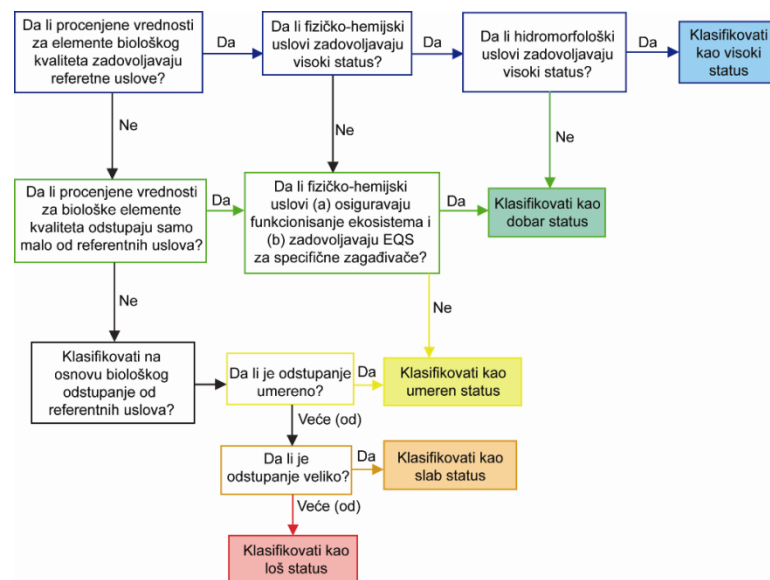 Da li procenjene vrednosti
za elemente biološkog
kvaliteta zadovoljavaju
referetne uslove?
Da
Da li fizičko-hemijski
uslovi zadovoljavaju
visoki status?
Da
Da li hidromorfološki
uslovi zadovoljavaju
visoki status?
Da
Klasifikovati
kao visoki
status
Ne
Ne
Ne
Da li procenjene vrednosti
za biološke elemente
kvaliteta odstupaju samo
malo od referentnih uslova?
Da
Da li fizičko-hemijski
uslovi (a) osiguravaju
funkcionisanje ekosistema i
(b) zadovoljavaju EQS
za specifične zagađivače?
Da
Klasifikovati kao
dobar status
Ne
Ne
Klasifikovati na
osnovu biološkog
odstupanje od
referentnih uslova?
Da li je odstupanje
umereno?
Da
Klasifikovati kao
umeren status
Veće (od)
Da li je
odstupanje veliko?
Da
Klasifikovati kao
slab status
Veće (od)
Klasifikovati kao
loš status